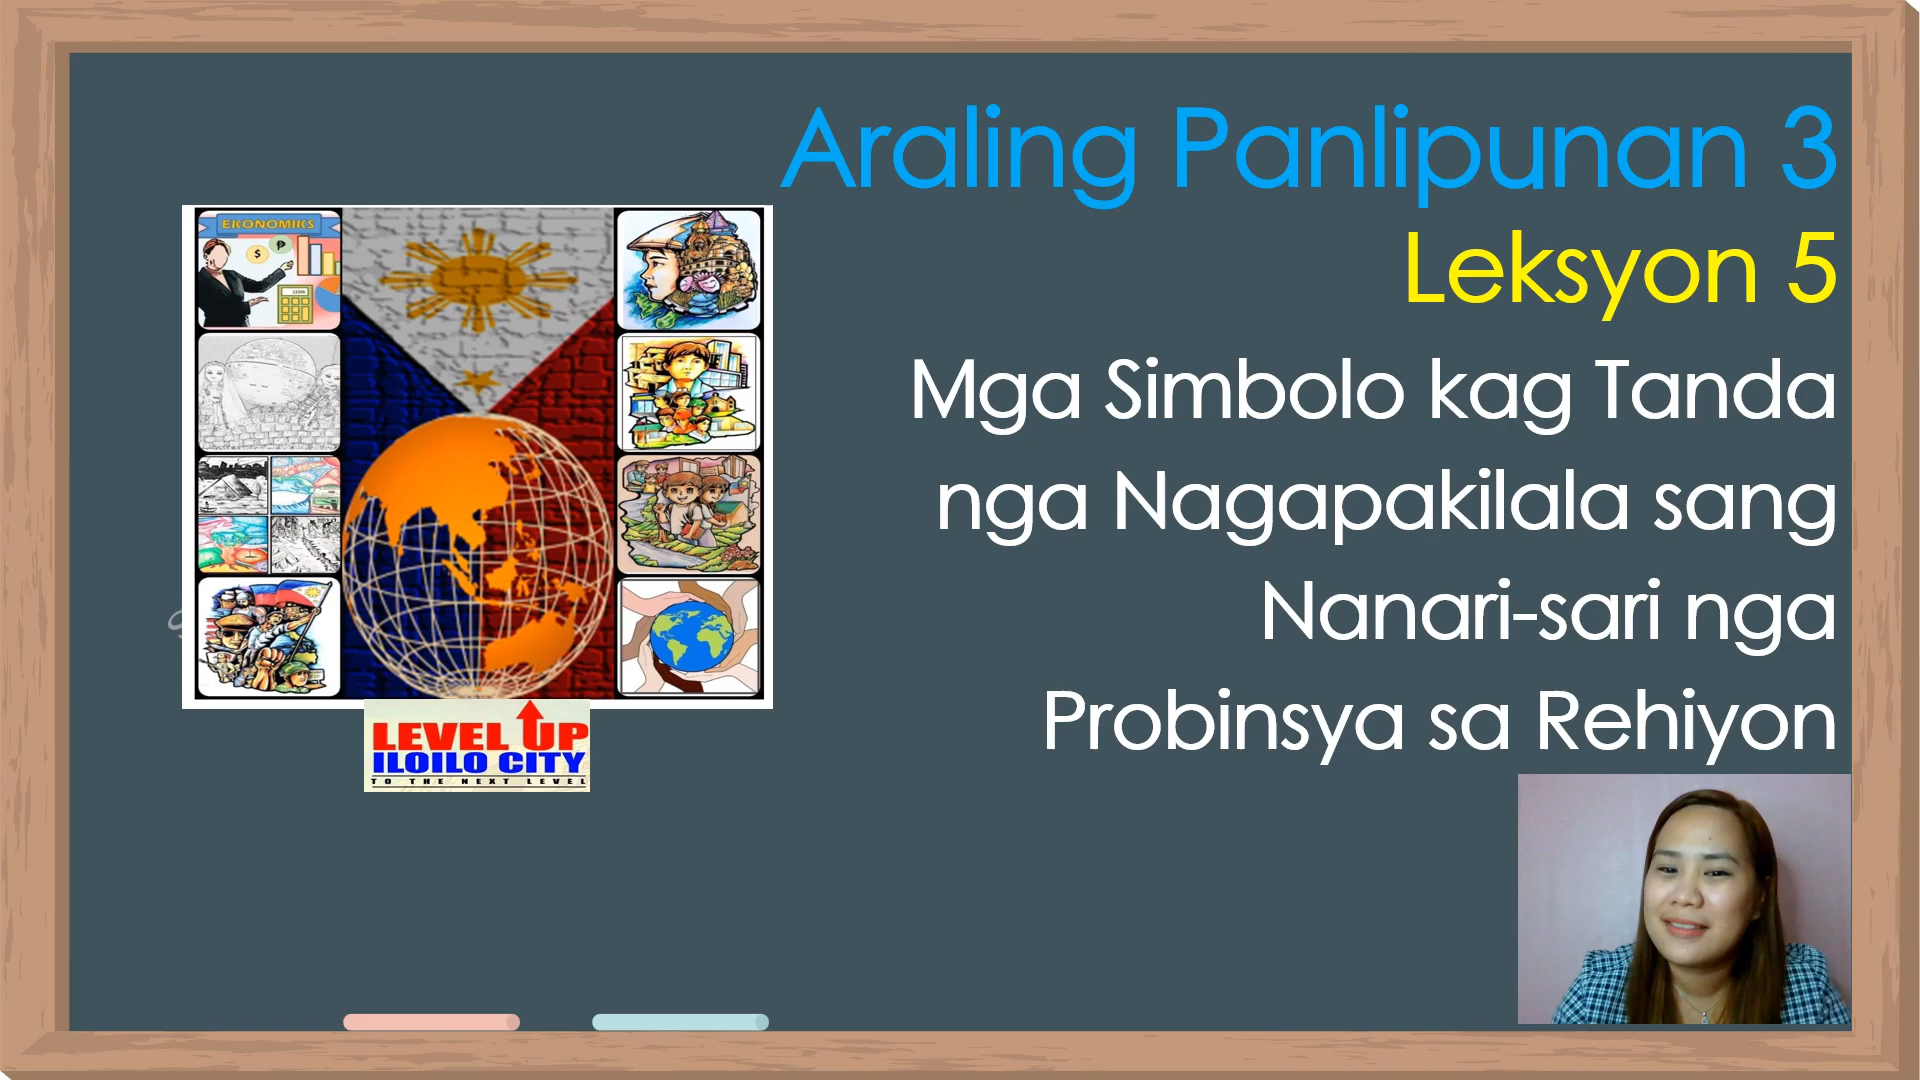 Araling Panlipunan 3
Leksyon 5
Mga Simbolo kag Tanda
nga Nagapakilala sang
Nanari-sari nga
Probinsya sa Rehiyon
EKONOMIKS
$
₱
12345
LEVEL UP
ILOILO CITY
TO THE NEXT LEVEL